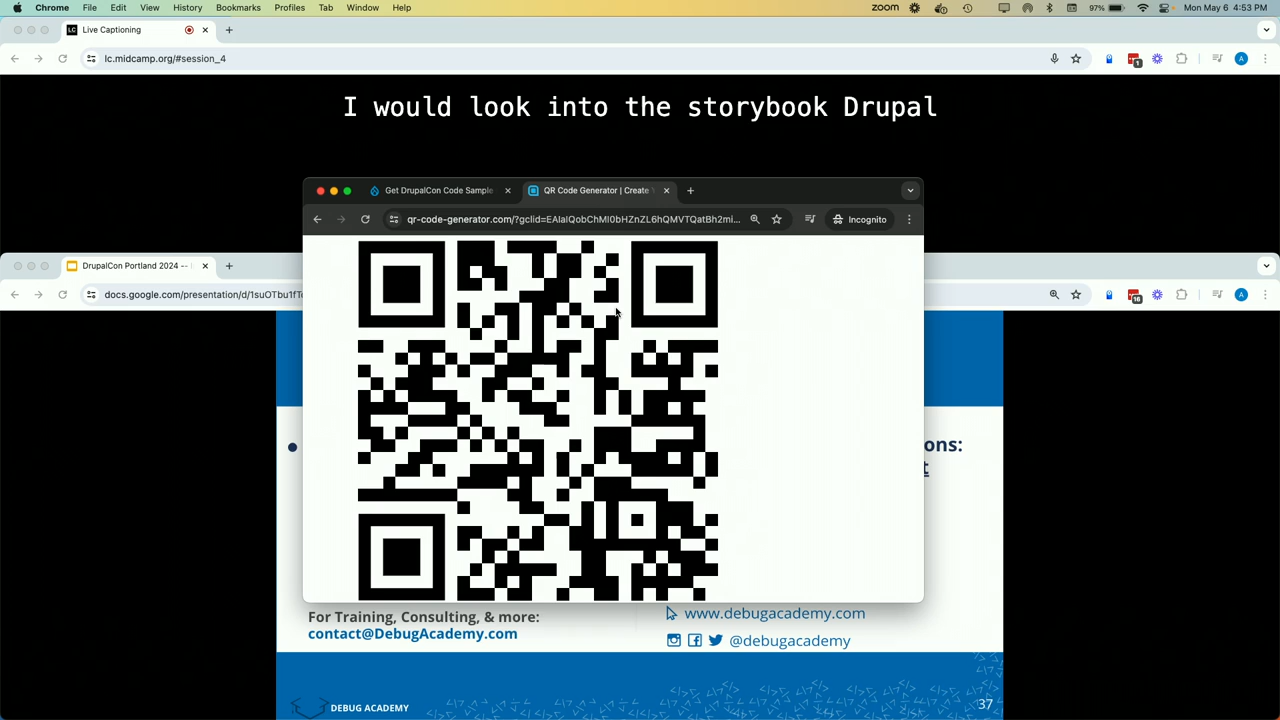 Chrome File Edit View History Bookmarks Profiles Tab Window Help zoom 97% Mon May 6 4:53 PM
LC Live Captioning
lc.midcamp.org/#session_4 1 A
I would look into the storybook Drupal
Get DrupalCon Code Sample QR Code Generator | Create
qr-code-generator.com/?gclid=EAIaIQobChMI0bHZnZL6hQMVTQatBh2mi... Incognito
DrupalCon Portland 2024 --
docs.google.com/presentation/d/1suOTbu1fT 16 A
ons:
t
For Training, Consulting, & more:
contact@DebugAcademy.com
www.debugacademy.com
@debugacademy
DEBUG ACADEMY
37